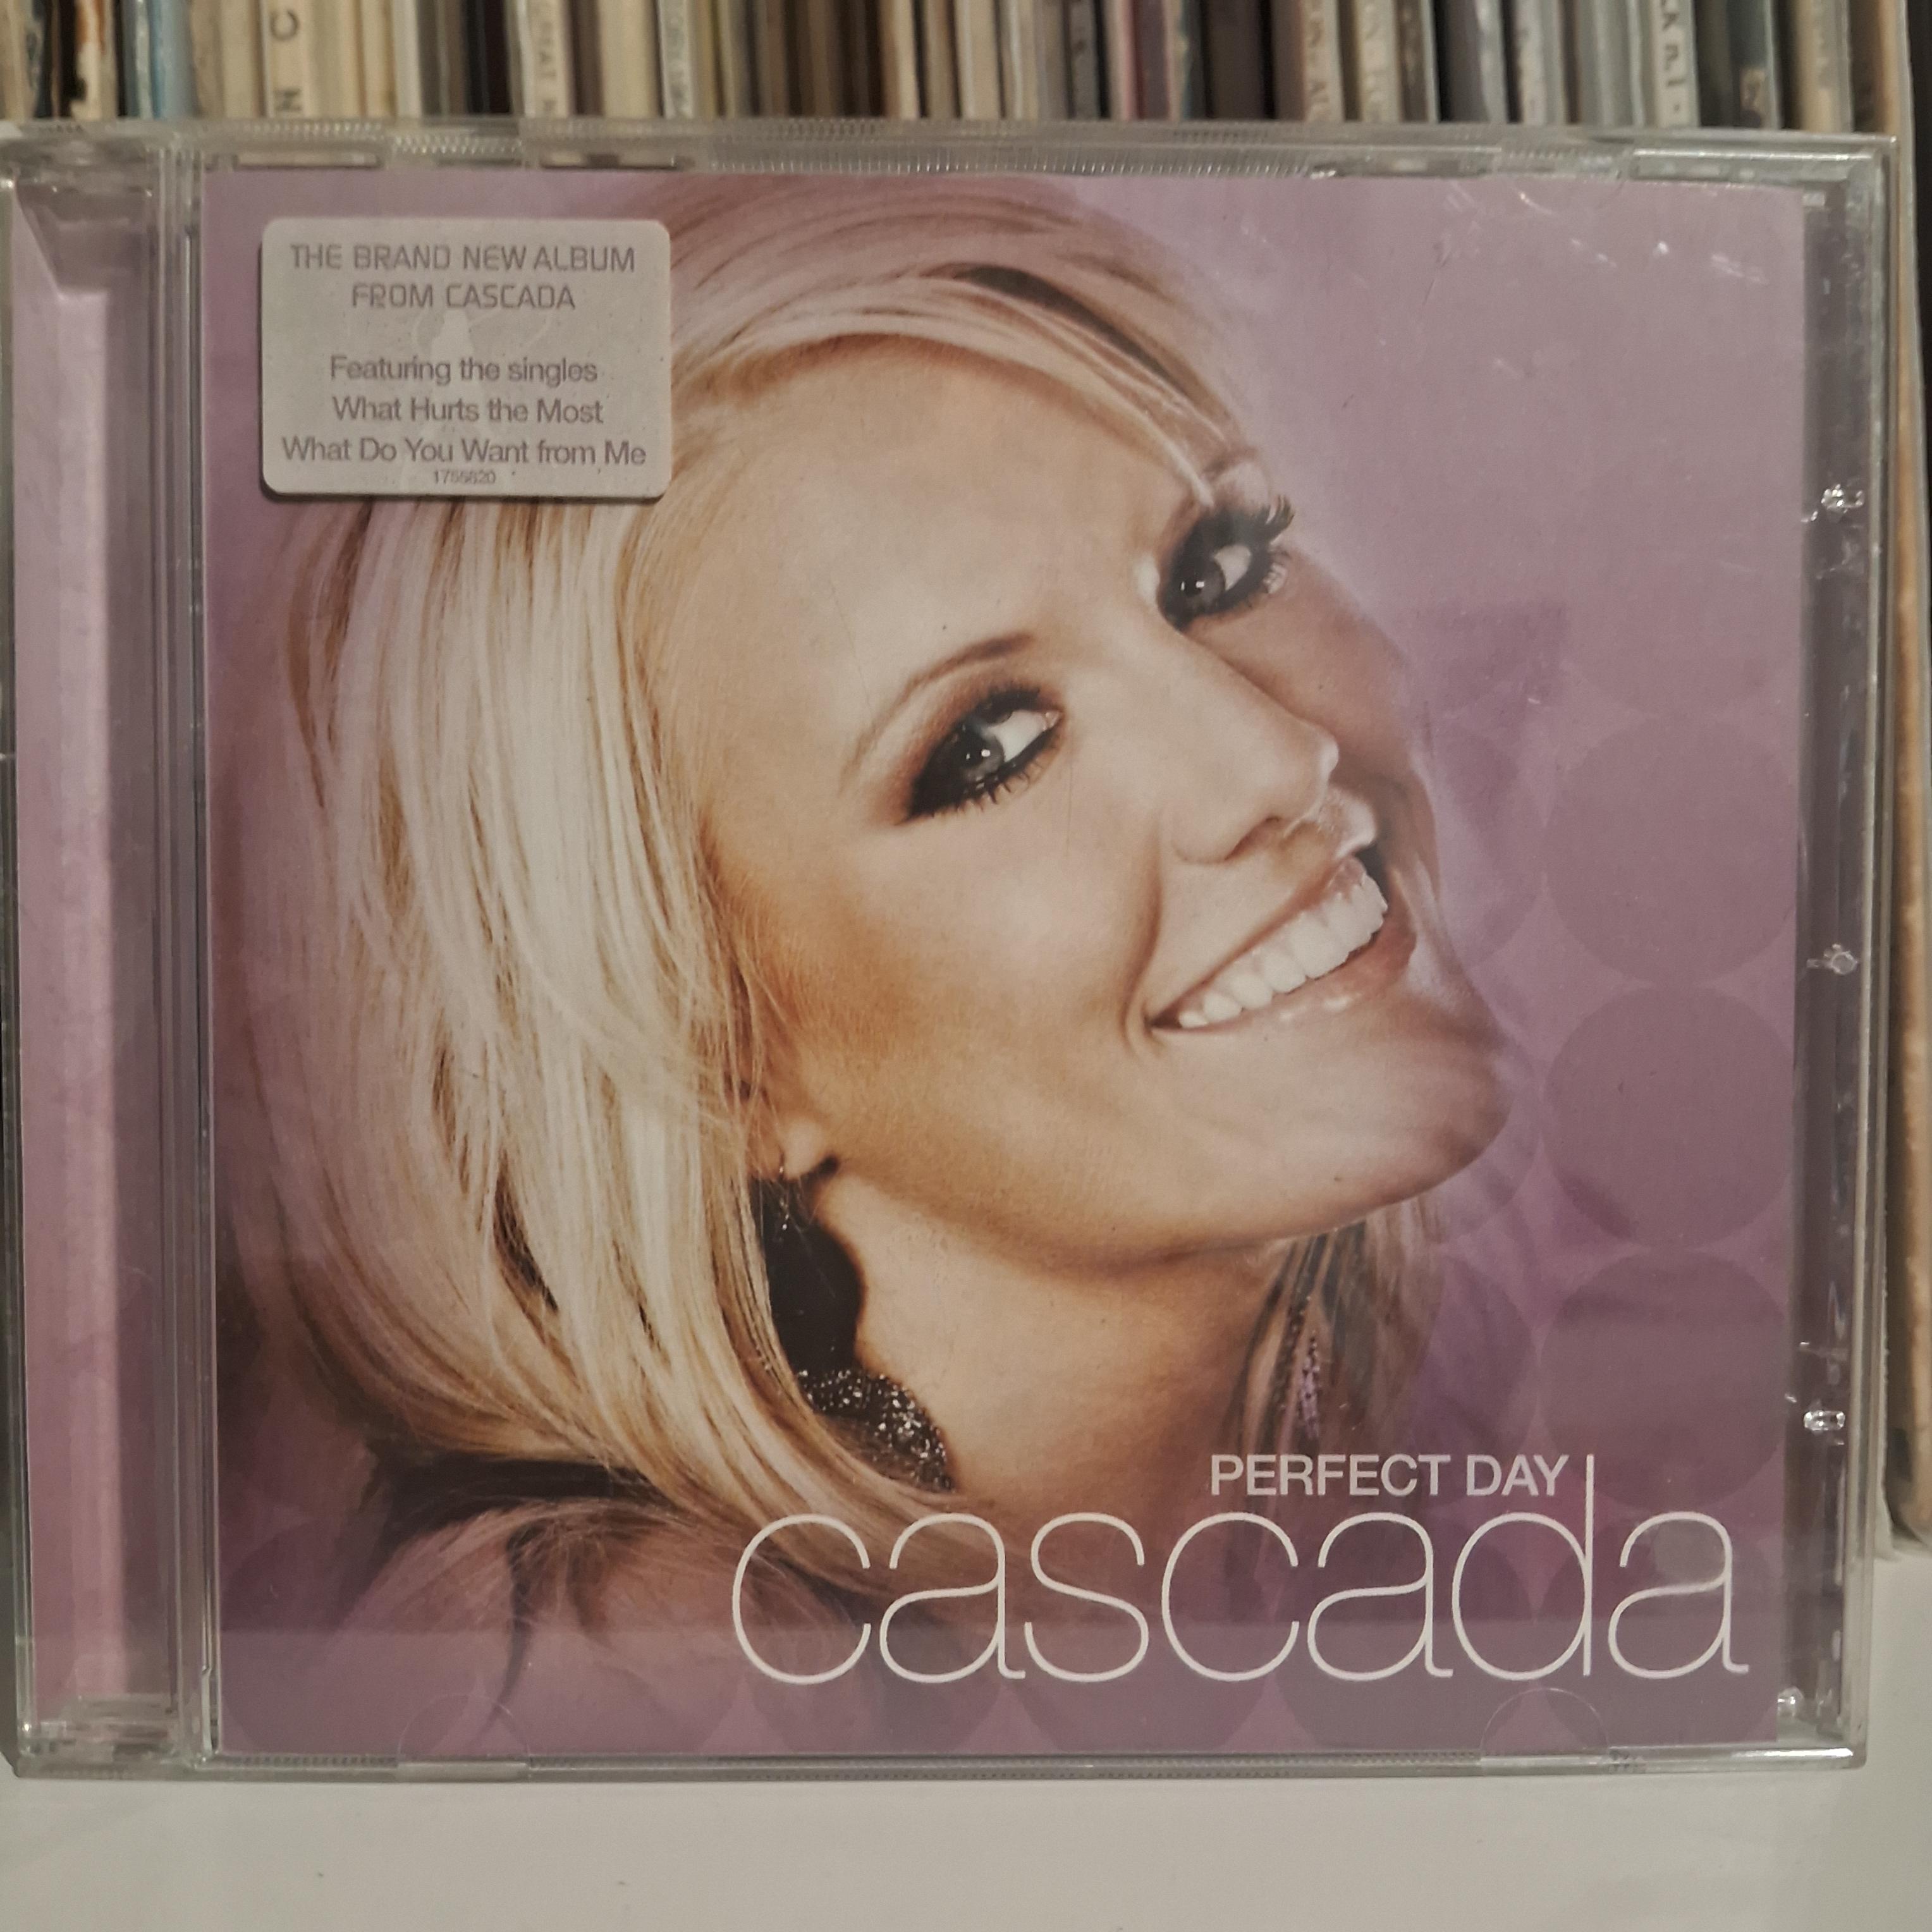 THE BRAND NEW ALBUM
FROM CASCADA
Featuring the singles
What Hurts the Most
What Do You Want from Me
PERFECT DAY
cascada